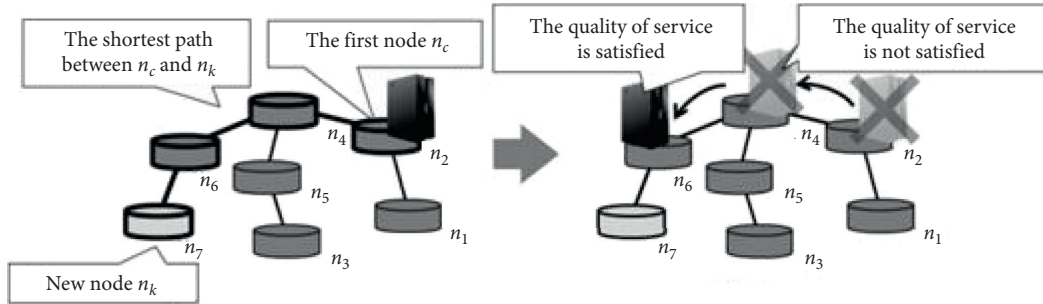 The shortest path
between n_c and n_k
The first node n_c
n_4
n_2
n_6
n_5
n_7
n_3
n_1
New node n_k
The quality of service
is satisfied
The quality of service
is not satisfied
n_4
n_2
n_6
n_5
n_7
n_3
n_1